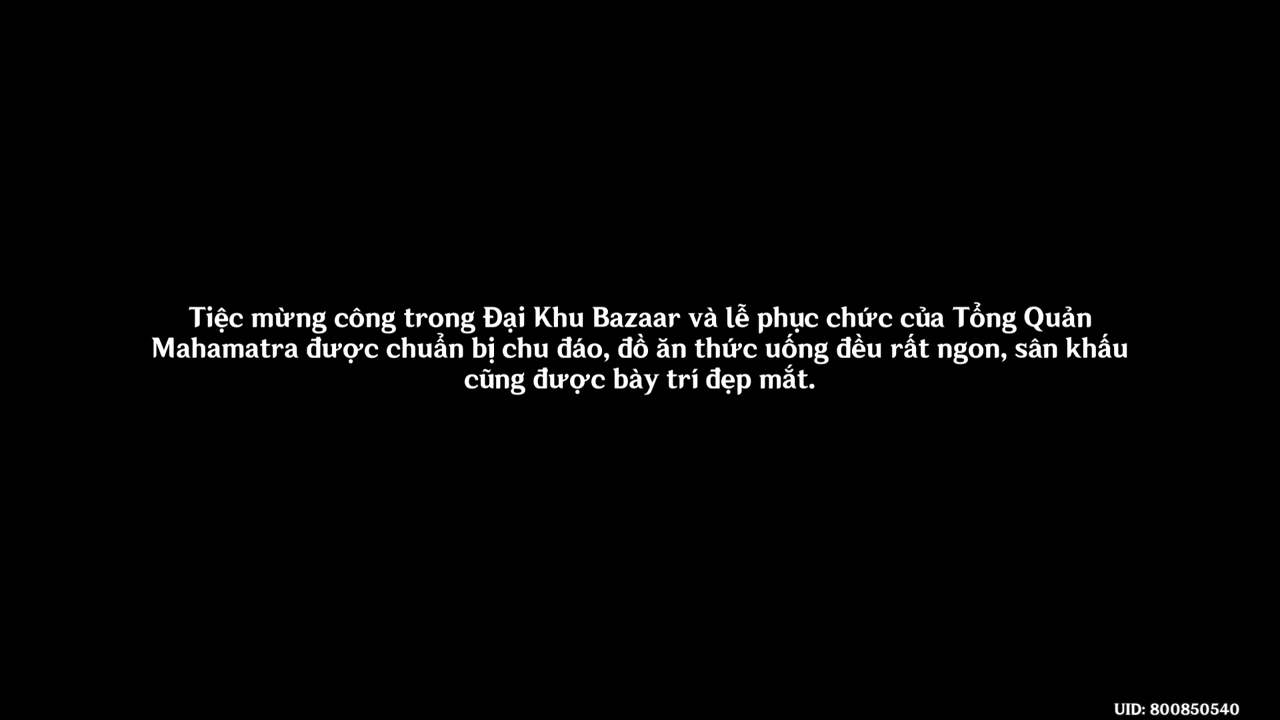 Tiệc mừng công trong Đại Khu Bazaar và lễ phục chức của Tổng Quản
Mahamatra được chuẩn bị chu đáo, đồ ăn thức uống đều rất ngon, sân khấu
cũng được bày trí đẹp mắt.
UID: 800850540